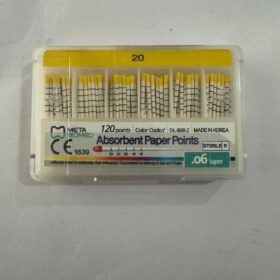 20
META
BIOMED
120 points Color Coded DL-808-2 MADE IN KOREA
Absorbent Paper Points
CE
1639
STERILE R
.06 taper